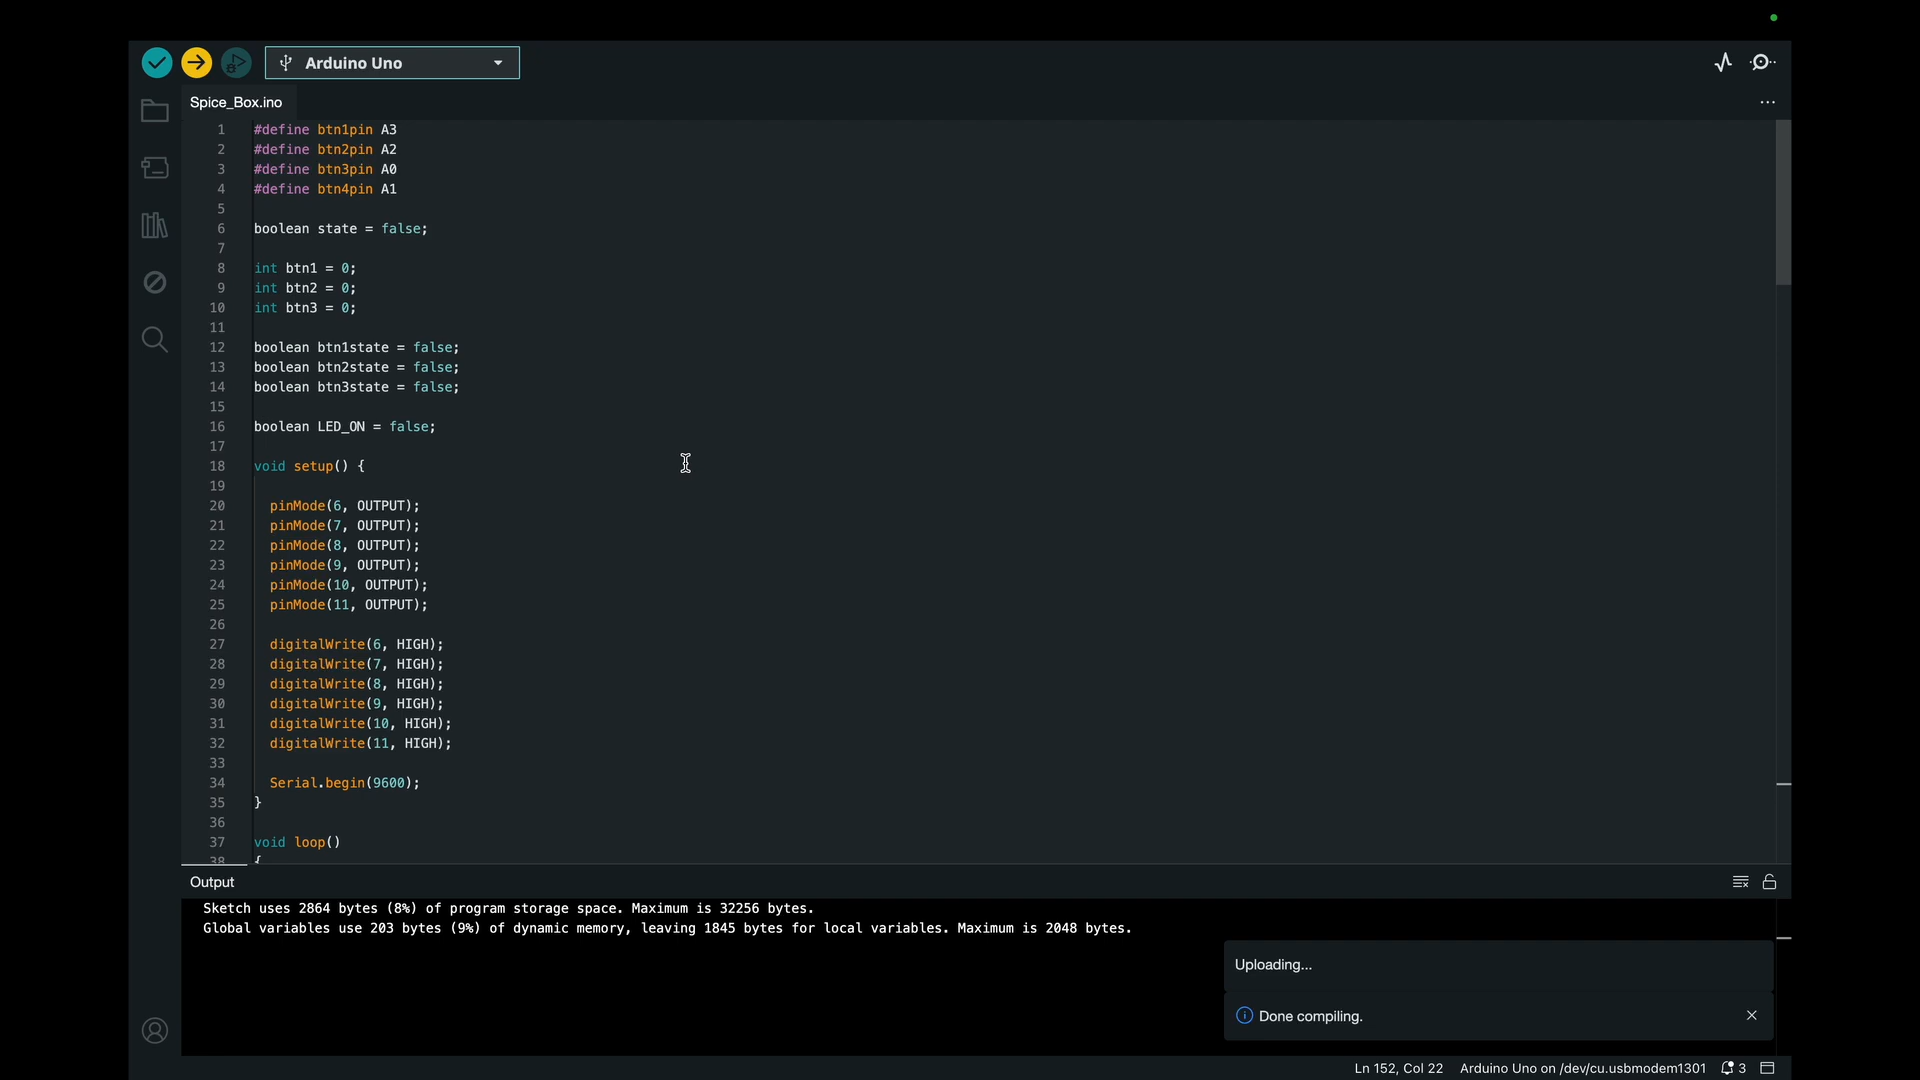 Arduino Uno
Spice_Box.ino
1 #define btn1pin A3
2 #define btn2pin A2
3 #define btn3pin A0
4 #define btn4pin A1
5
6 boolean state = false;
7
8 int btn1 = 0;
9 int btn2 = 0;
10 int btn3 = 0;
11
12 boolean btn1state = false;
13 boolean btn2state = false;
14 boolean btn3state = false;
15
16 boolean LED_ON = false;
17
18 void setup() {
19
20 pinMode(6, OUTPUT);
21 pinMode(7, OUTPUT);
22 pinMode(8, OUTPUT);
23 pinMode(9, OUTPUT);
24 pinMode(10, OUTPUT);
25 pinMode(11, OUTPUT);
26
27 digitalWrite(6, HIGH);
28 digitalWrite(7, HIGH);
29 digitalWrite(8, HIGH);
30 digitalWrite(9, HIGH);
31 digitalWrite(10, HIGH);
32 digitalWrite(11, HIGH);
33
34 Serial.begin(9600);
35 }
36
37 void loop()
38 {
Output
Sketch uses 2864 bytes (8%) of program storage space. Maximum is 32256 bytes.
Global variables use 203 bytes (9%) of dynamic memory, leaving 1845 bytes for local variables. Maximum is 2048 bytes.
Uploading...
Done compiling.
Ln 152, Col 22 Arduino Uno on /dev/cu.usbmodem1301 3